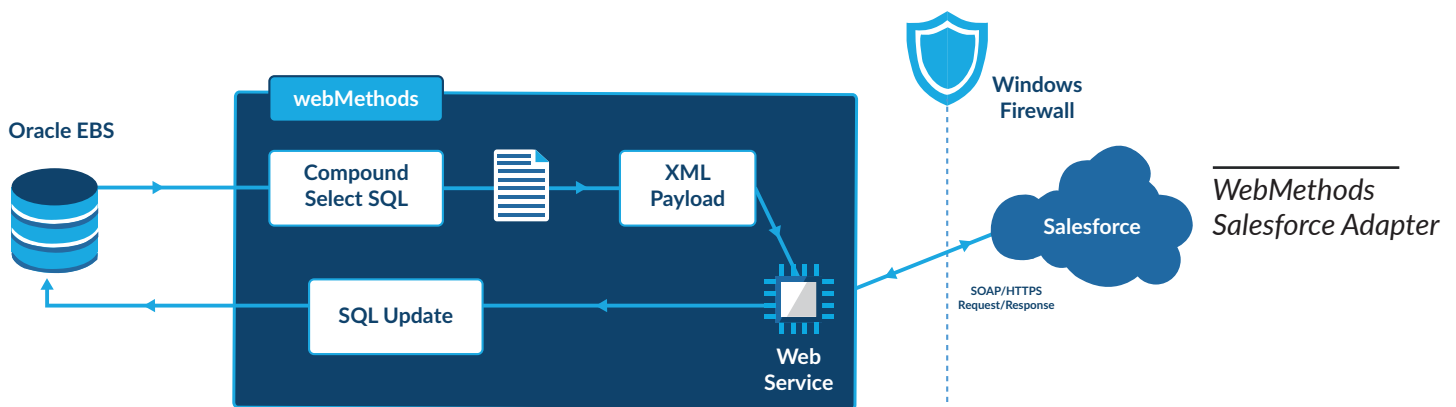 webMethods
Windows
Firewall
Oracle EBS
Compound
Select SQL
XML
Payload
WebMethods
Salesforce Adapter
Salesforce
SOAP/HTTPS
Request/Response
SQL Update
Web
Service